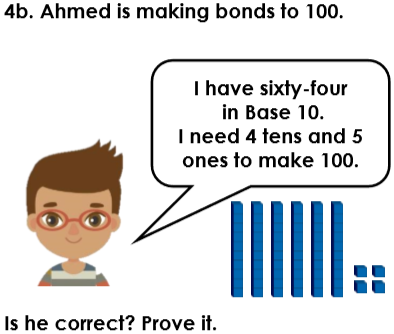 4b. Ahmed is making bonds to 100.
I have sixty-four
in Base 10.
I need 4 tens and 5
ones to make 100.
Is he correct? Prove it.